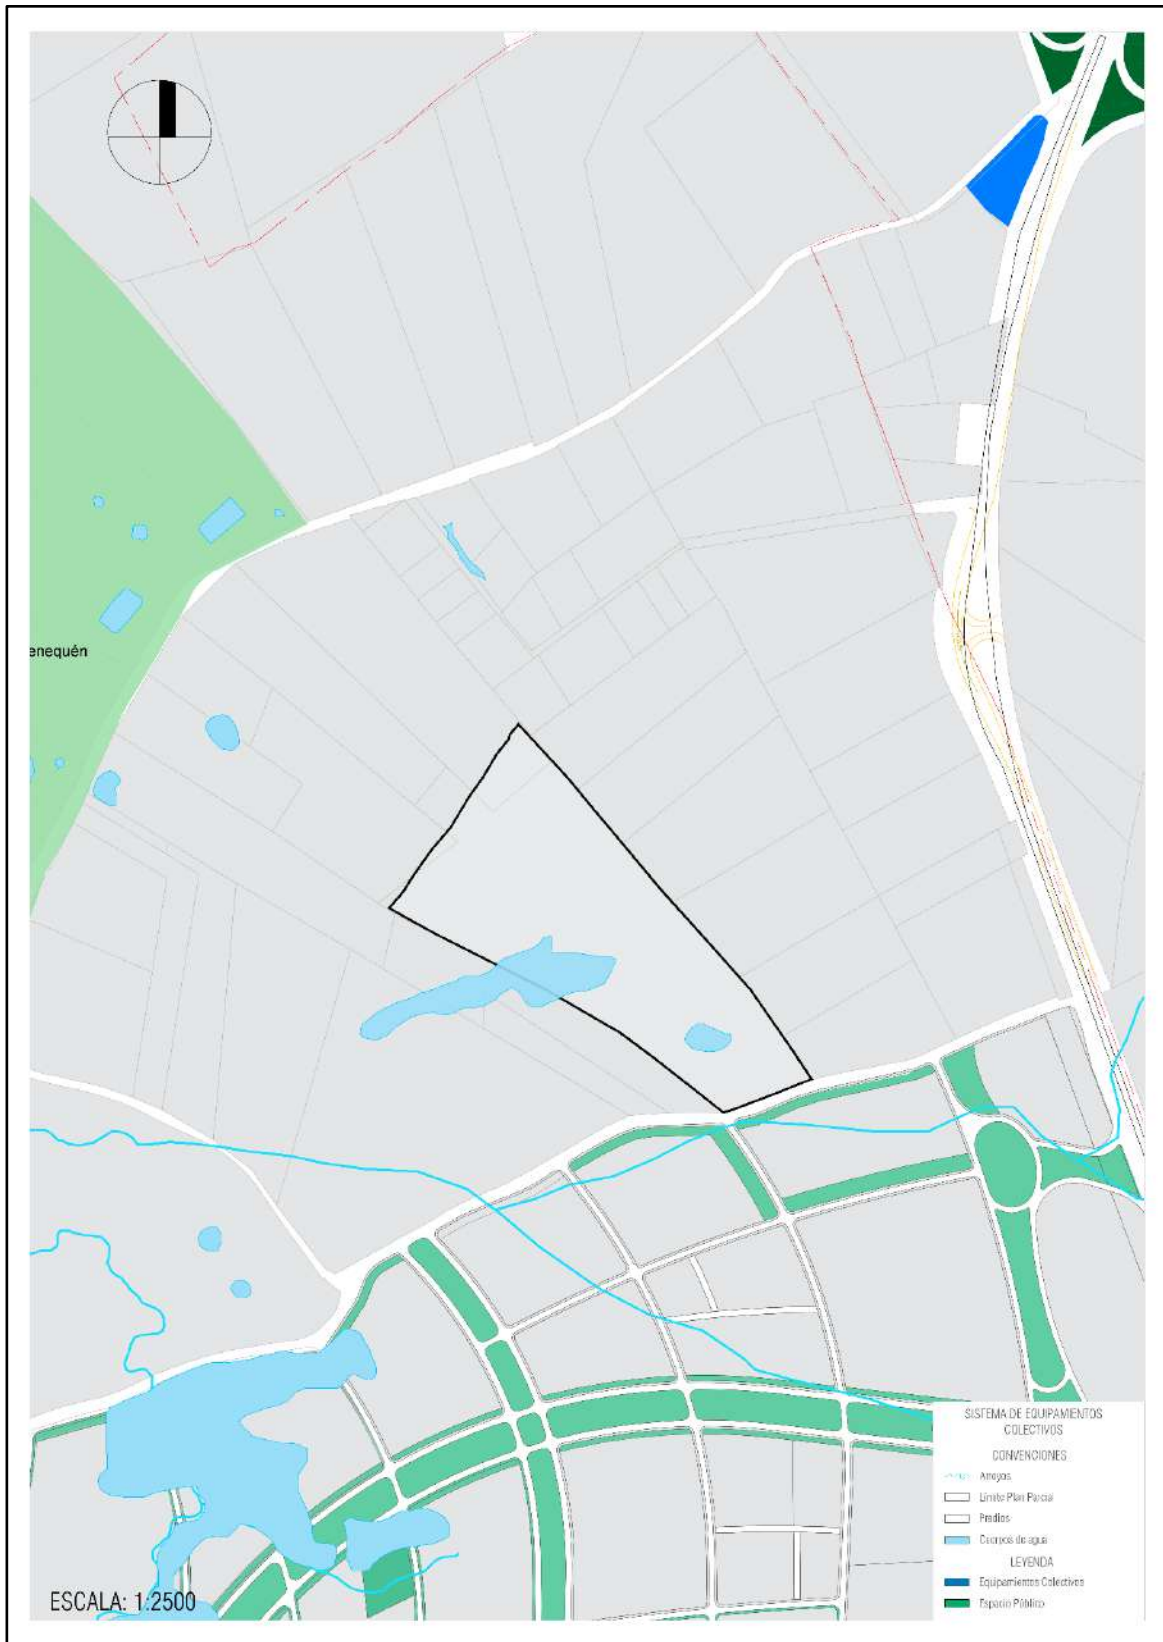 enequén
SISTEMA DE EQUIPAMIENTOS
COLECTIVOS
CONVENCIONES
Arroyos
Límite Plan Parcial
Predios
Cuerpos de agua
LEYENDA
Equipamientos Colectivos
Espacio Público
ESCALA: 1:2500